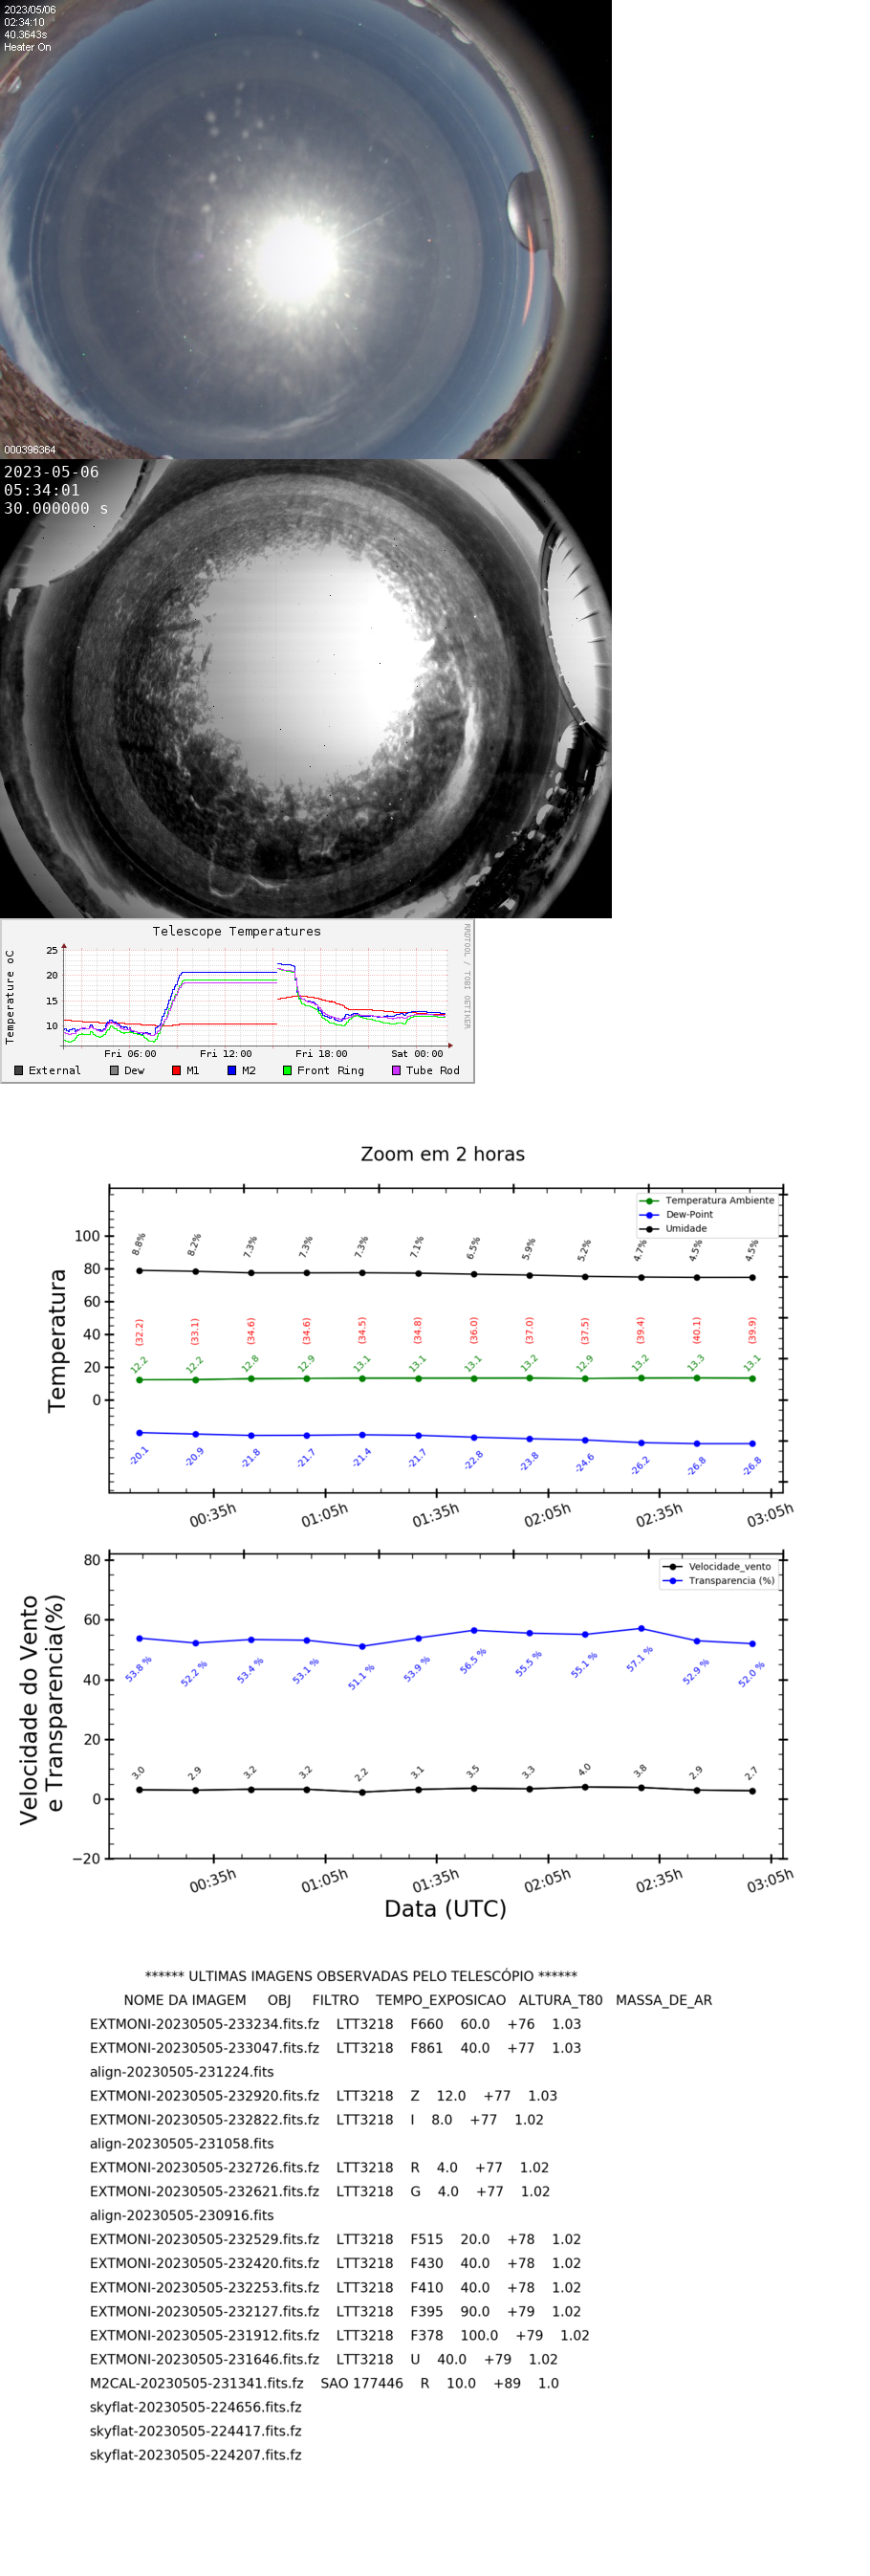 2023/05/06
02:34:10
40.3643s
Heater On
000396364
2023-05-06
05:34:01
30.000000 s
Telescope Temperatures
RRDTOOL / TOBI OETIKER
Temperature oC
25
20
15
10
Fri 06:00 Fri 12:00 Fri 18:00 Sat 00:00
External Dew M1 M2 Front Ring Tube Rod
Zoom em 2 horas
Temperatura Ambiente
Dew-Point
Umidade
Temperatura
100
80
60
40
20
0
8.8% 8.2% 7.3% 7.3% 7.3% 7.1% 6.5% 5.9% 5.2% 4.7% 4.5% 4.5%
(32.2) (33.1) (34.6) (34.6) (34.5) (34.8) (36.0) (37.0) (37.5) (39.4) (40.1) (39.9)
12.2 12.2 12.8 12.9 13.1 13.1 13.1 13.2 12.9 13.2 13.3 13.1
-20.1 -20.9 -21.8 -21.7 -21.4 -21.7 -22.8 -23.8 -24.6 -26.2 -26.8 -26.8
00:35h 01:05h 01:35h 02:05h 02:35h 03:05h
Velocidade_vento
Transparencia (%)
Velocidade do Vento
e Transparencia(%)
80
60
40
20
0
−20
53.8 % 52.2 % 53.4 % 53.1 % 51.1 % 53.9 % 56.5 % 55.5 % 55.1 % 57.1 % 52.9 % 52.0 %
3.0 2.9 3.2 3.2 2.2 3.1 3.5 3.3 4.0 3.8 2.9 2.7
00:35h 01:05h 01:35h 02:05h 02:35h 03:05h
Data (UTC)
****** ULTIMAS IMAGENS OBSERVADAS PELO TELESCÓPIO ******
NOME DA IMAGEM OBJ FILTRO TEMPO_EXPOSICAO ALTURA_T80 MASSA_DE_AR
EXTMONI-20230505-233234.fits.fz LTT3218 F660 60.0 +76 1.03
EXTMONI-20230505-233047.fits.fz LTT3218 F861 40.0 +77 1.03
align-20230505-231224.fits
EXTMONI-20230505-232920.fits.fz LTT3218 Z 12.0 +77 1.03
EXTMONI-20230505-232822.fits.fz LTT3218 I 8.0 +77 1.02
align-20230505-231058.fits
EXTMONI-20230505-232726.fits.fz LTT3218 R 4.0 +77 1.02
EXTMONI-20230505-232621.fits.fz LTT3218 G 4.0 +77 1.02
align-20230505-230916.fits
EXTMONI-20230505-232529.fits.fz LTT3218 F515 20.0 +78 1.02
EXTMONI-20230505-232420.fits.fz LTT3218 F430 40.0 +78 1.02
EXTMONI-20230505-232253.fits.fz LTT3218 F410 40.0 +78 1.02
EXTMONI-20230505-232127.fits.fz LTT3218 F395 90.0 +79 1.02
EXTMONI-20230505-231912.fits.fz LTT3218 F378 100.0 +79 1.02
EXTMONI-20230505-231646.fits.fz LTT3218 U 40.0 +79 1.02
M2CAL-20230505-231341.fits.fz SAO 177446 R 10.0 +89 1.0
skyflat-20230505-224656.fits.fz
skyflat-20230505-224417.fits.fz
skyflat-20230505-224207.fits.fz